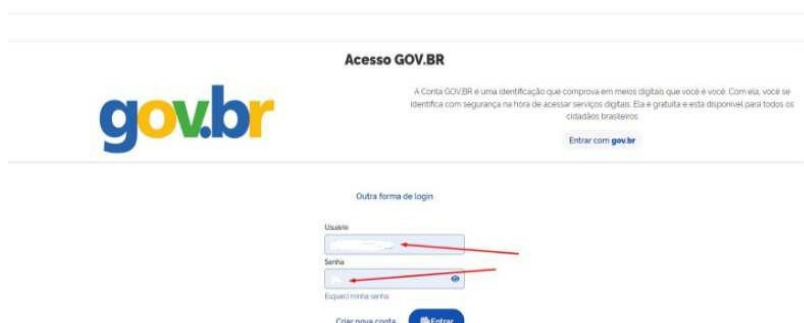 Acesso GOV.BR
gov.br
A Conta GOV.BR é uma identificação que comprova em meios digitais que você é você. Com ela, você se
identifica com segurança na hora de acessar serviços digitais. Ela é gratuita e está disponível para todos os
cidadãos brasileiros.
Entrar com gov.br
Outra forma de login
Usuário
Senha
Esqueci minha senha
Criar nova conta
Entrar